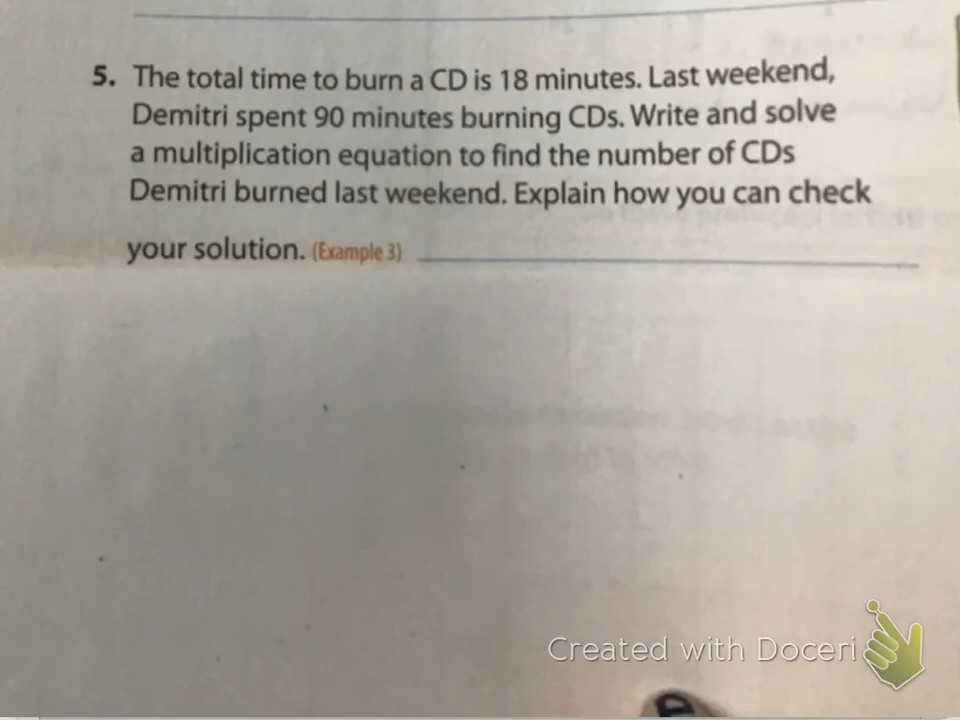 5. The total time to burn a CD is 18 minutes. Last weekend,
Demitri spent 90 minutes burning CDs. Write and solve
a multiplication equation to find the number of CDs
Demitri burned last weekend. Explain how you can check
your solution. (Example 3)
Created with Doceri